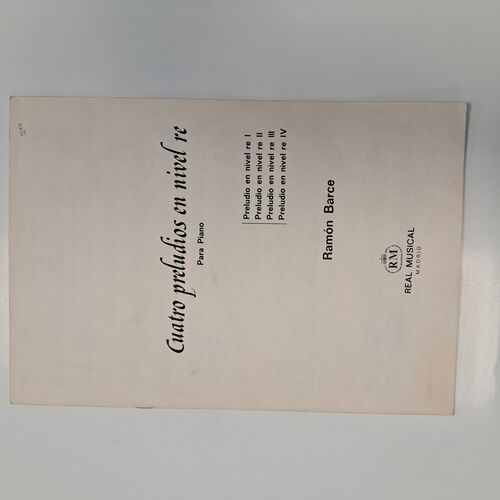 Cuatro preludios en nivel re
Para Piano
Preludio en nivel re I
Preludio en nivel re II
Preludio en nivel re III
Preludio en nivel re IV
Ramón Barce
RM
REAL MUSICAL
MADRID